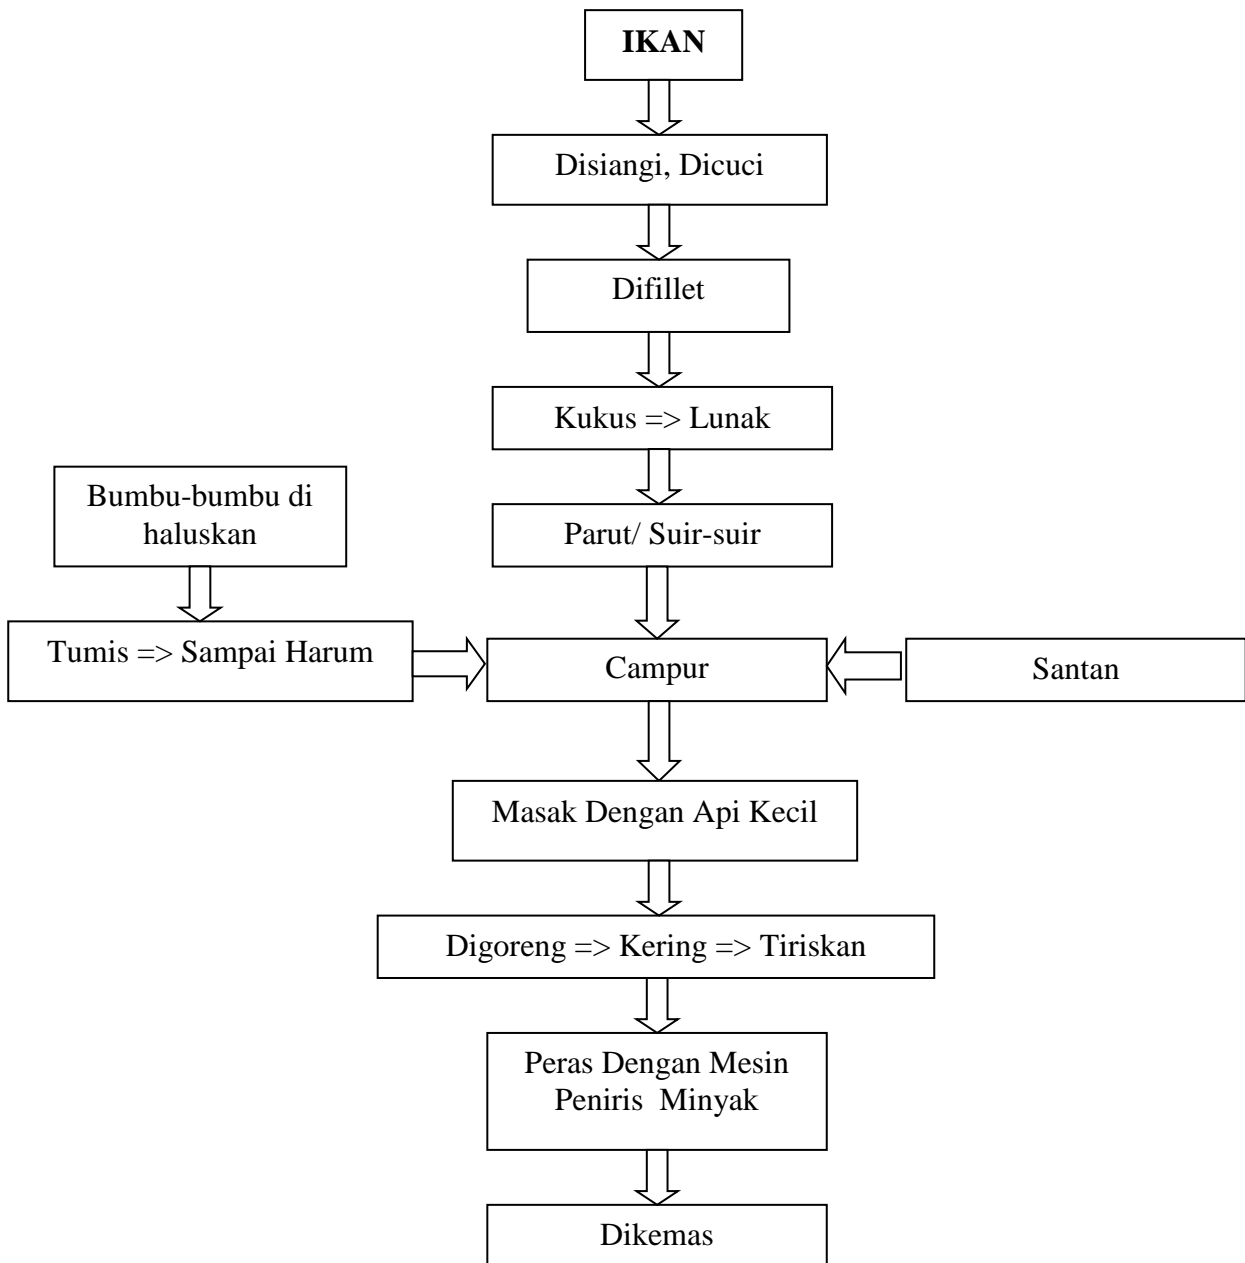 IKAN
Disiangi, Dicuci
Difillet
Kukus => Lunak
Bumbu-bumbu di
haluskan
Parut/ Suir-suir
Tumis => Sampai Harum
Campur
Santan
Masak Dengan Api Kecil
Digoreng => Kering => Tiriskan
Peras Dengan Mesin
Peniris  Minyak
Dikemas